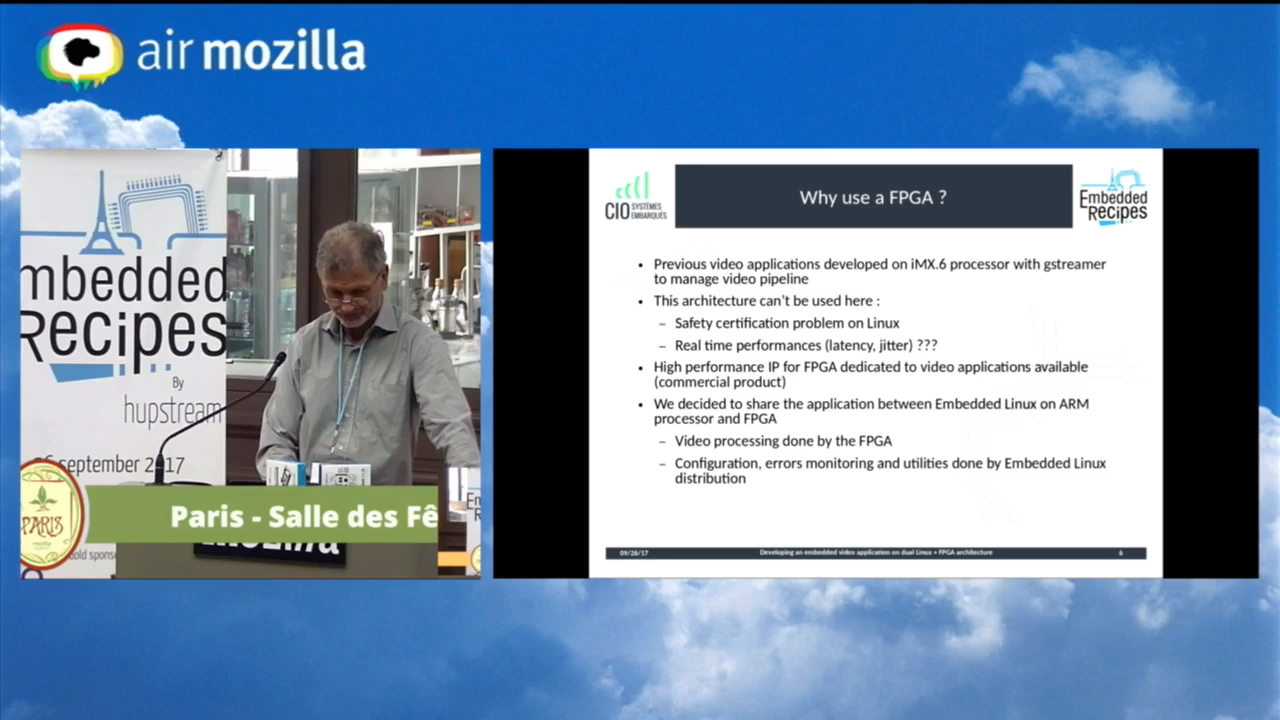 air mozilla
mbedded
Recipes
By
hupstream
september 2017
PARIS
mozilla
Paris - Salle des Fê
mozilla
CIO SYSTÈMES
EMBARQUÉS
Why use a FPGA ?
Embedded
Recipes
• Previous video applications developed on iMX.6 processor with gstreamer
to manage video pipeline
• This architecture can't be used here :
– Safety certification problem on Linux
– Real time performances (latency, jitter) ???
• High performance IP for FPGA dedicated to video applications available
(commercial product)
• We decided to share the application between Embedded Linux on ARM
processor and FPGA
– Video processing done by the FPGA
– Configuration, errors monitoring and utilities done by Embedded Linux
distribution
09/26/17
Developing an embedded video application on dual Linux + FPGA architecture
6